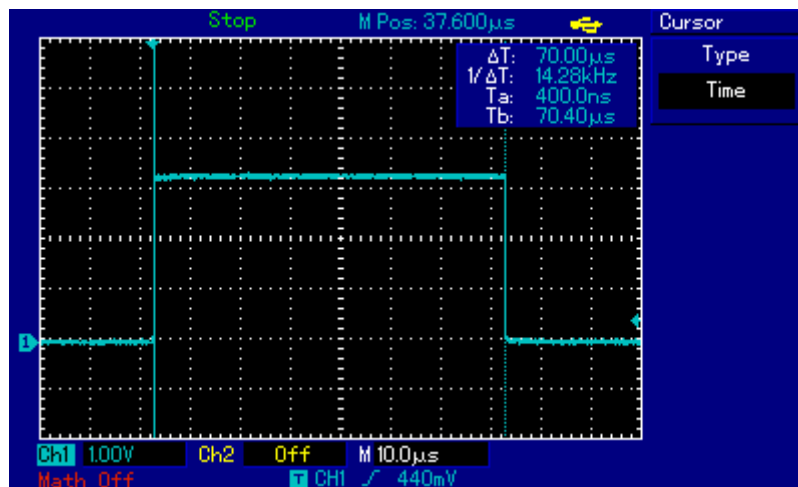 Stop M Pos: 37.600µs Cursor
ΔT: 70.00µs Type
1/ΔT: 14.28kHz
Ta: 400.0ns Time
Tb: 70.40µs
1
Ch1 1.00V Ch2 Off M 10.0µs
Math Off T CH1 440mV